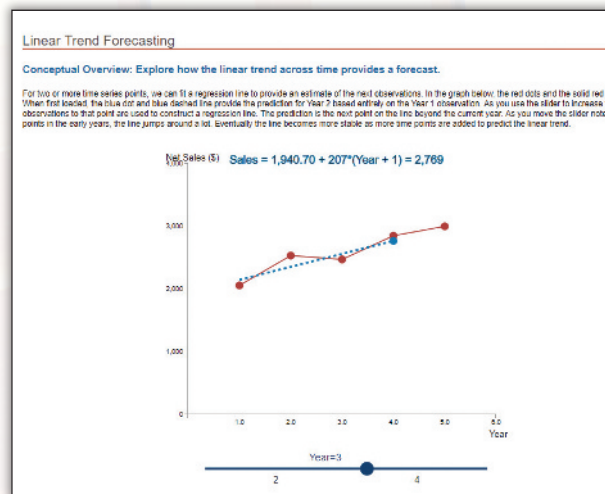 Linear Trend Forecasting
Conceptual Overview: Explore how the linear trend across time provides a forecast.
For two or more time series points, we can fit a regression line to provide an estimate of the next observations. In the graph below, the red dots and the solid red
When first loaded, the blue dot and blue dashed line provide the prediction for Year 2 based entirely on the Year 1 observation. As you use the slider to increase
observations to that point are used to construct a regression line. The prediction is the next point on the line beyond the current year. As you move the slider note
points in the early years, the line jumps around a lot. Eventually the line becomes more stable as more time points are added to predict the linear trend.
Net Sales ($) Sales = 1,940.70 + 207*(Year + 1) = 2,769
4,000
3,000
2,000
1,000
0
1.0 2.0 3.0 4.0 5.0 6.0
Year
Year=3
2 4